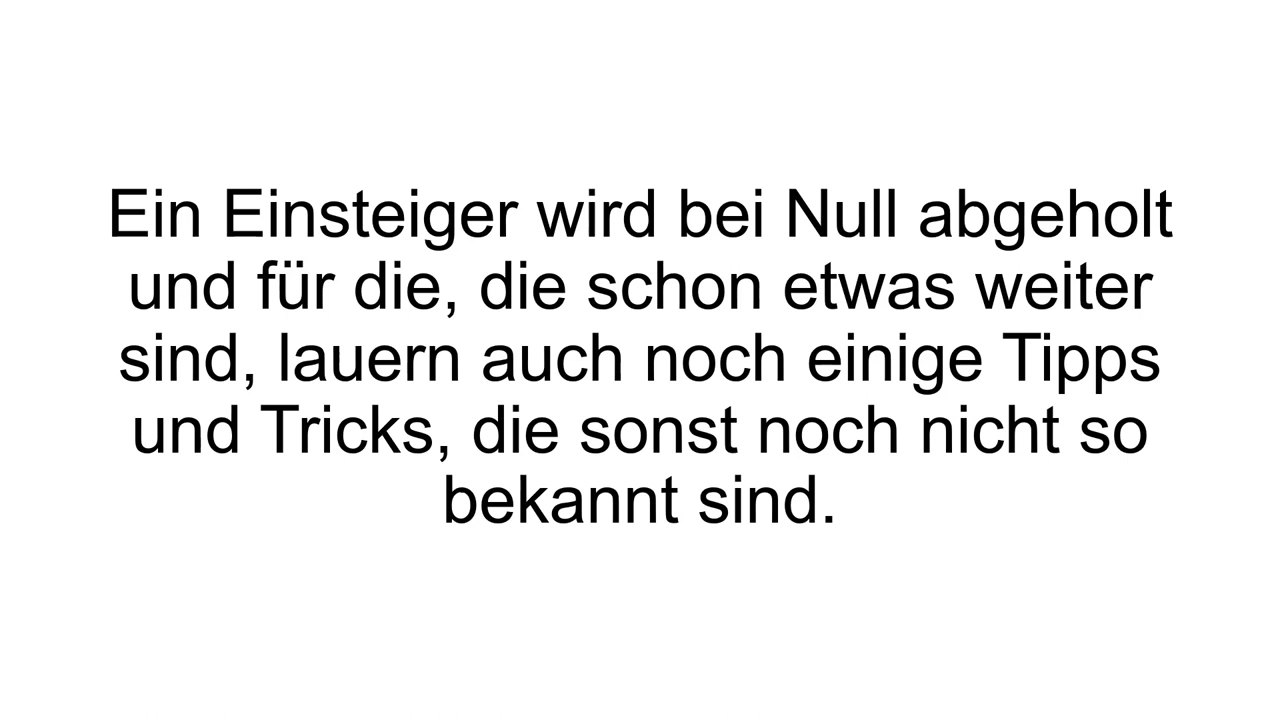 Ein Einsteiger wird bei Null abgeholt
und für die, die schon etwas weiter
sind, lauern auch noch einige Tipps
und Tricks, die sonst noch nicht so
bekannt sind.